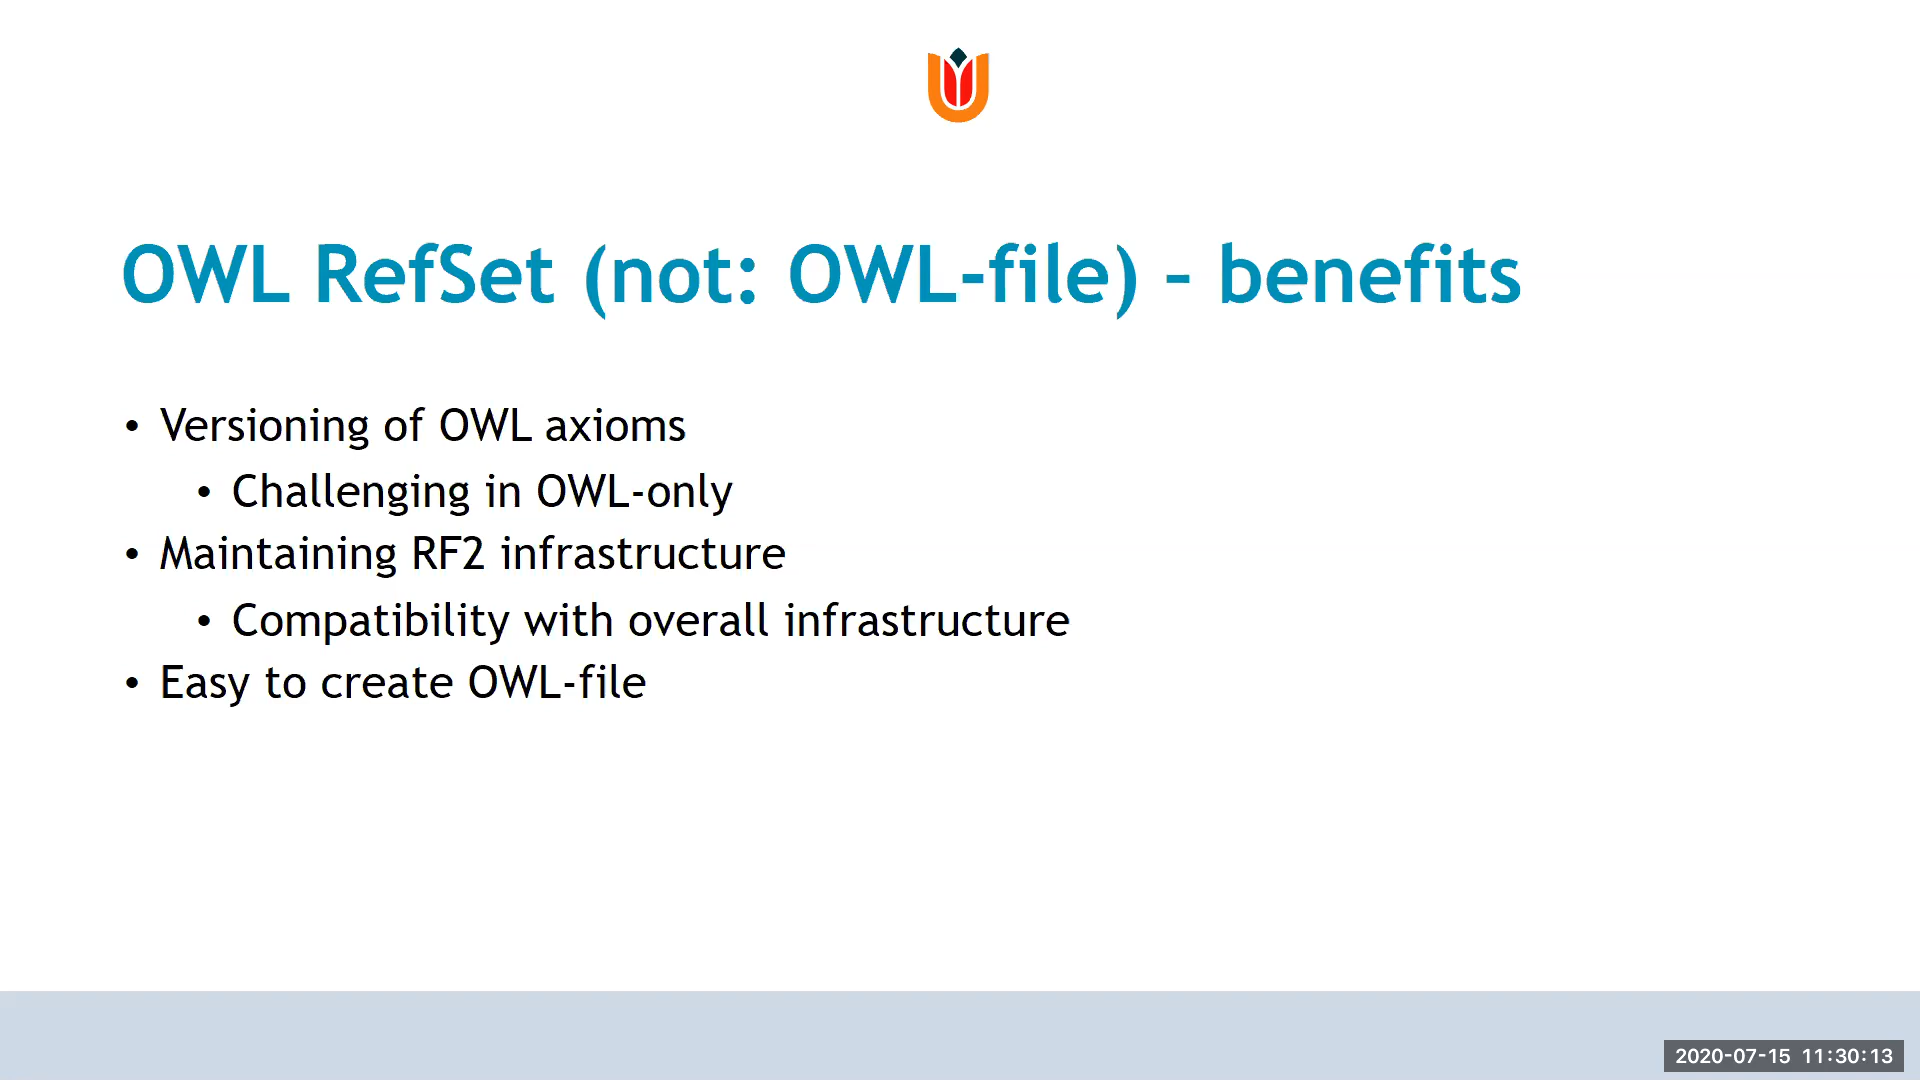 OWL RefSet (not: OWL-file) – benefits
• Versioning of OWL axioms
• Challenging in OWL-only
• Maintaining RF2 infrastructure
• Compatibility with overall infrastructure
• Easy to create OWL-file
2020-07-15 11:30:13